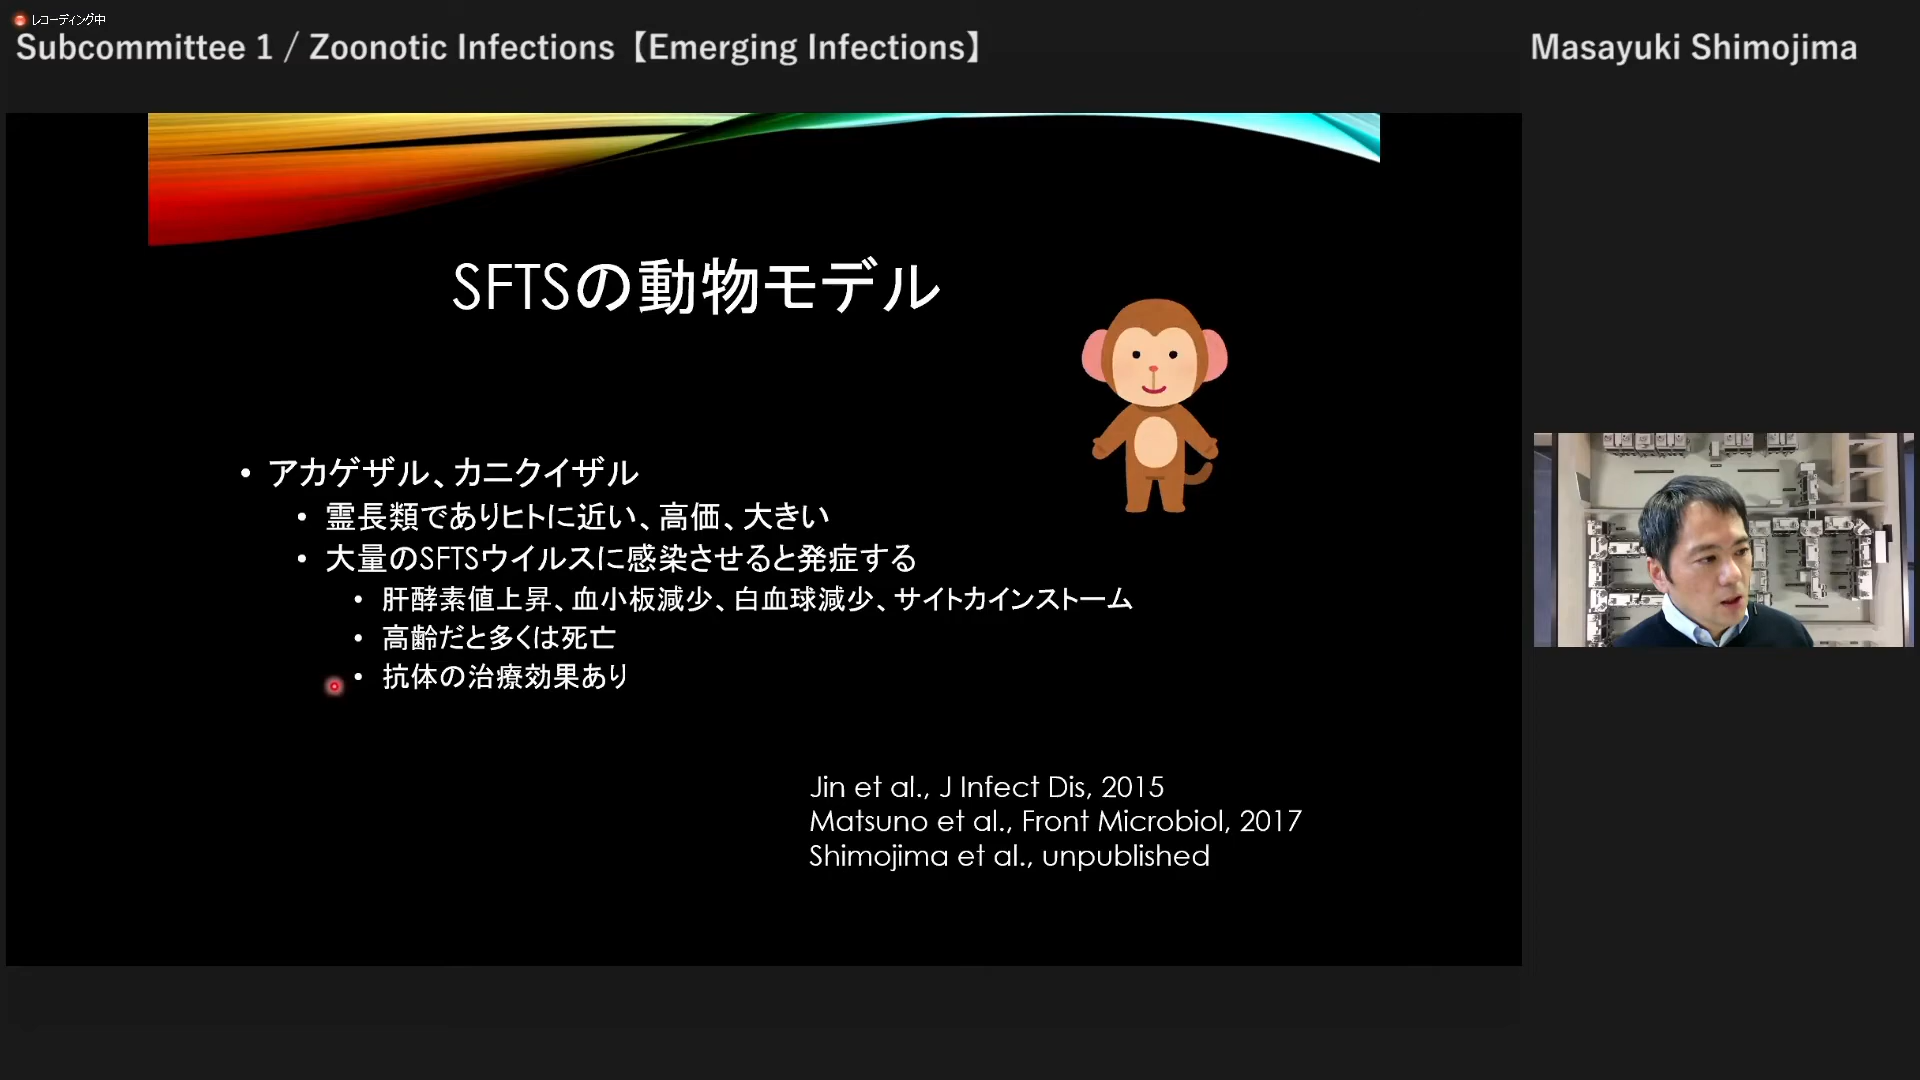 レコーディング中
Subcommittee 1 / Zoonotic Infections【Emerging Infections】
Masayuki Shimojima
SFTSの動物モデル
• アカゲザル、カニクイザル
• 霊長類でありヒトに近い、高価、大きい
• 大量のSFTSウイルスに感染させると発症する
• 肝酵素値上昇、血小板減少、白血球減少、サイトカインストーム
• 高齢だと多くは死亡
• 抗体の治療効果あり
Jin et al., J Infect Dis, 2015
Matsuno et al., Front Microbiol, 2017
Shimojima et al., unpublished